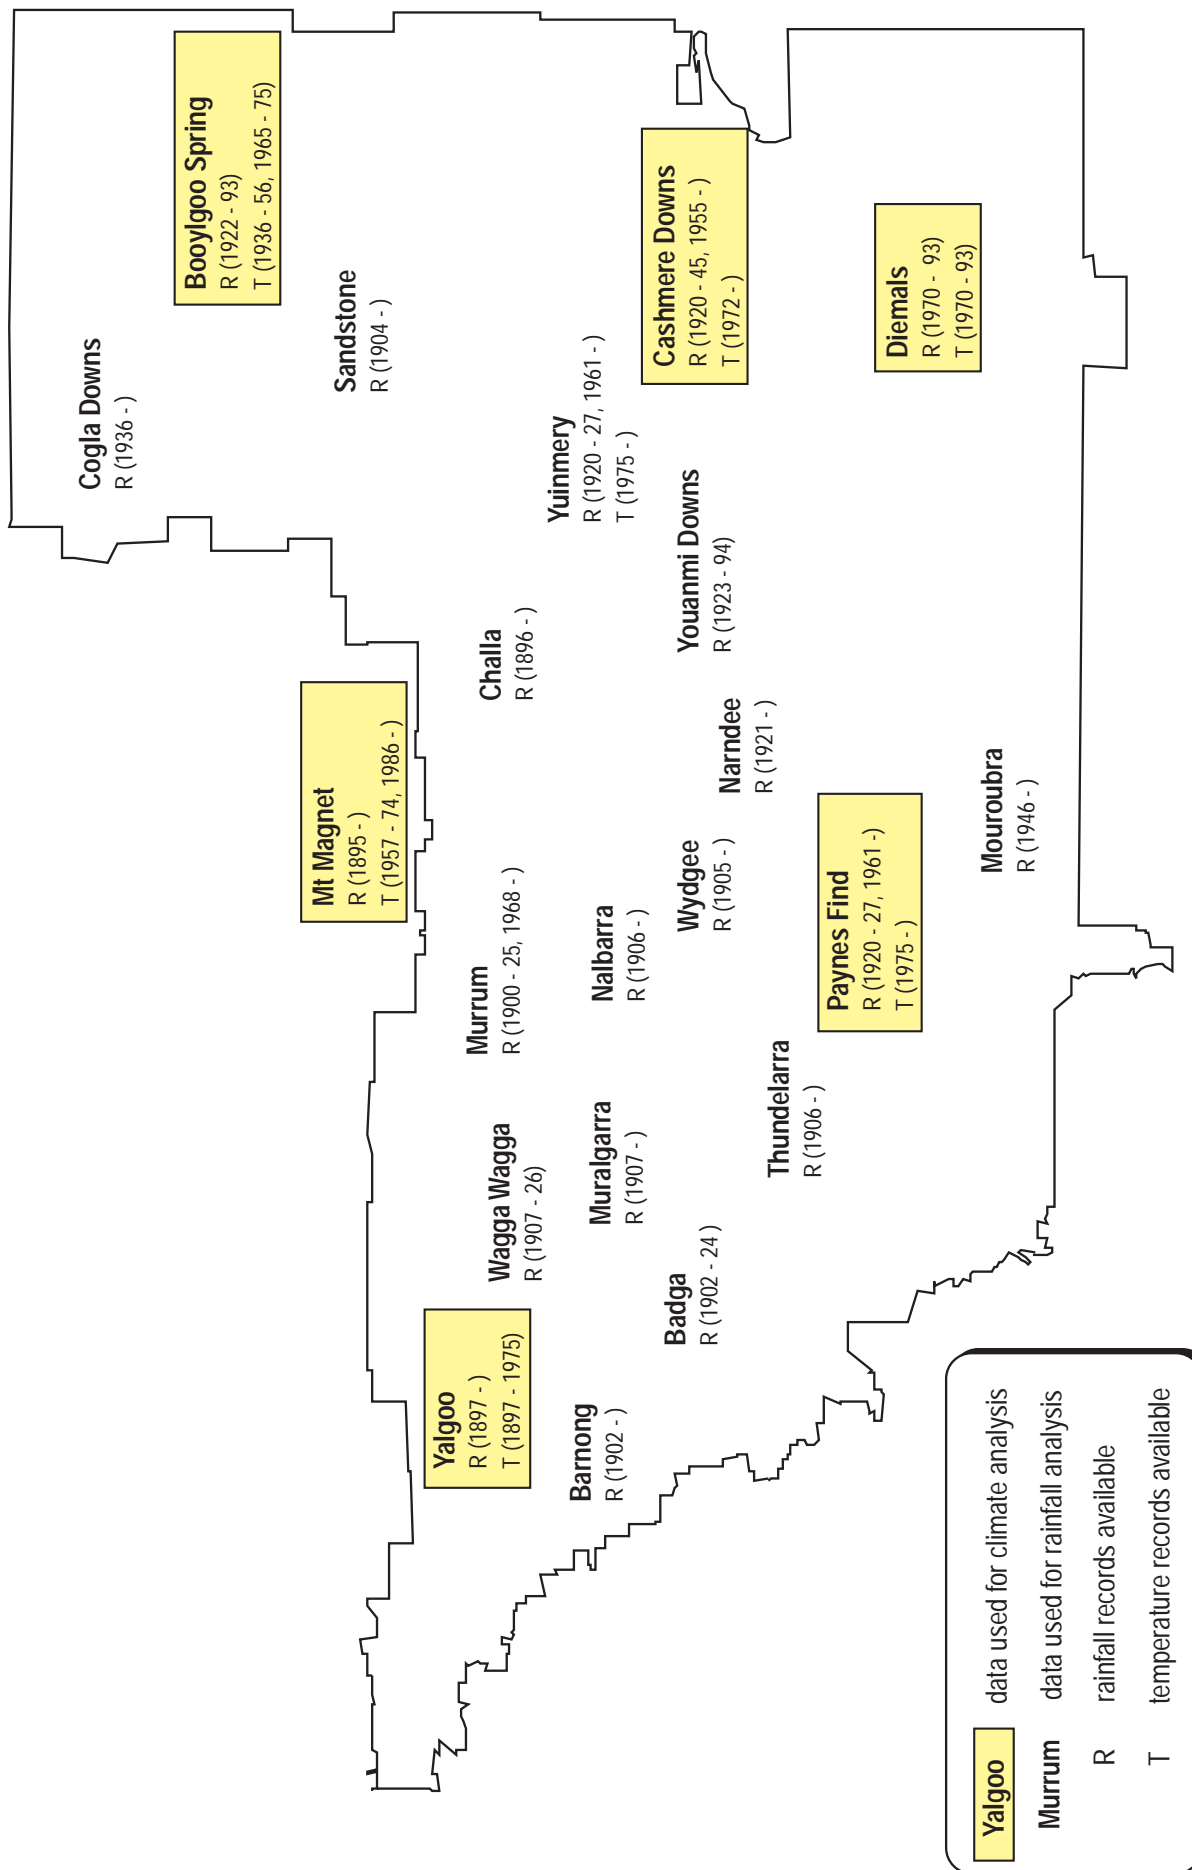 Cogla Downs
R (1936 - )
Booylgoo Spring
R (1922 - 93)
T (1936 - 56, 1965 - 75)
Sandstone
R (1904 - )
Mt Magnet
R (1895 - )
T (1957 - 74, 1986 - )
Yalgoo
R (1897 - )
T (1897 - 1975)
Wagga Wagga
R (1907 - 26)
Murrum
R (1900 - 25, 1968 - )
Challa
R (1896 - )
Yuinmery
R (1920 - 27, 1961 - )
T (1975 - )
Cashmere Downs
R (1920 - 45, 1955 - )
T (1972 - )
Barnong
R (1902 - )
Muralgarra
R (1907 - )
Nalbarra
R (1906 - )
Badga
R (1902 - 24 )
Wydgee
R (1905 - )
Narndee
R (1921 - )
Youanmi Downs
R (1923 - 94)
Thundelarra
R (1906 - )
Paynes Find
R (1920 - 27, 1961 -)
T (1975 - )
Diemals
R (1970 - 93)
T (1970 - 93)
Mouroubra
R (1946 - )
Yalgoo data used for climate analysis
Murrum data used for rainfall analysis
R rainfall records available
T temperature records available